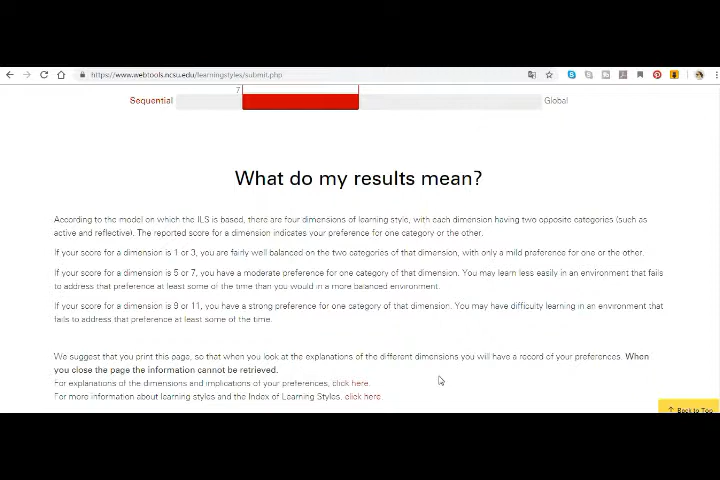 https://www.webtools.ncsu.edu/learningstyles/submit.php
7
Sequential
Global
What do my results mean?
According to the model on which the ILS is based, there are four dimensions of learning style, with each dimension having two opposite categories (such as
active and reflective). The reported score for a dimension indicates your preference for one category or the other.
If your score for a dimension is 1 or 3, you are fairly well balanced on the two categories of that dimension, with only a mild preference for one or the other.
If your score for a dimension is 5 or 7, you have a moderate preference for one category of that dimension. You may learn less easily in an environment that fails
to address that preference at least some of the time than you would in a more balanced environment.
If your score for a dimension is 9 or 11, you have a strong preference for one category of that dimension. You may have difficulty learning in an environment that
fails to address that preference at least some of the time.
We suggest that you print this page, so that when you look at the explanations of the different dimensions you will have a record of your preferences. When
you close the page the information cannot be retrieved.
For explanations of the dimensions and implications of your preferences, click here.
For more information about learning styles and the Index of Learning Styles, click here.
Back to Top